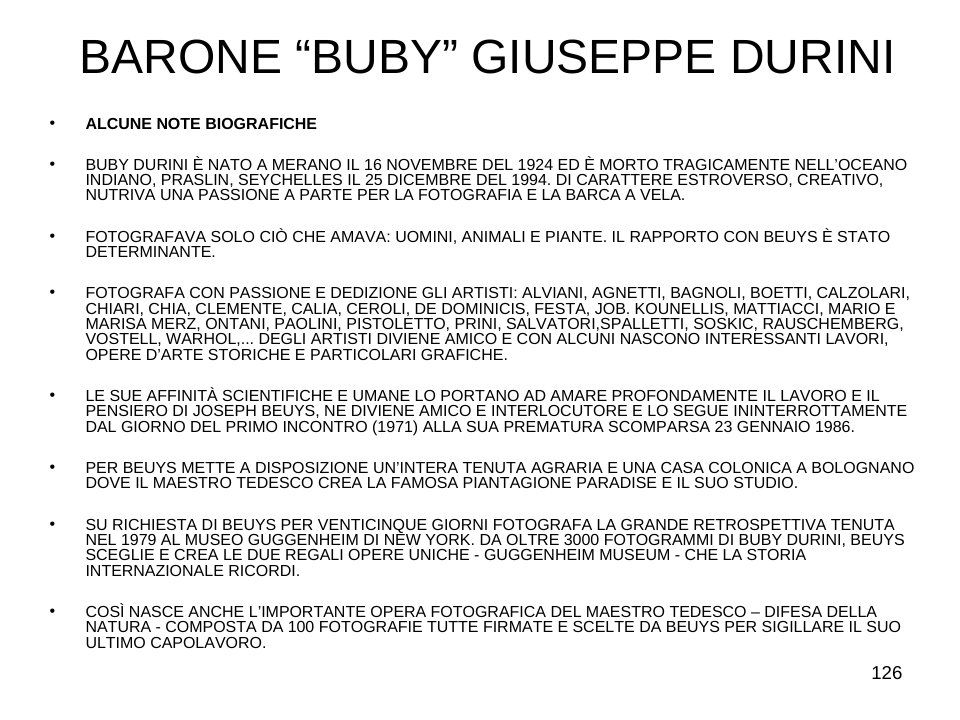 BARONE “BUBY” GIUSEPPE DURINI
• ALCUNE NOTE BIOGRAFICHE
• BUBY DURINI È NATO A MERANO IL 16 NOVEMBRE DEL 1924 ED È MORTO TRAGICAMENTE NELL’OCEANO
INDIANO, PRASLIN, SEYCHELLES IL 25 DICEMBRE DEL 1994. DI CARATTERE ESTROVERSO, CREATIVO,
NUTRIVA UNA PASSIONE A PARTE PER LA FOTOGRAFIA E LA BARCA A VELA.
• FOTOGRAFAVA SOLO CIÒ CHE AMAVA: UOMINI, ANIMALI E PIANTE. IL RAPPORTO CON BEUYS È STATO
DETERMINANTE.
• FOTOGRAFA CON PASSIONE E DEDIZIONE GLI ARTISTI: ALVIANI, AGNETTI, BAGNOLI, BOETTI, CALZOLARI,
CHIARI, CHIA, CLEMENTE, CALIA, CEROLI, DE DOMINICIS, FESTA, JOB. KOUNELLIS, MATTIACCI, MARIO E
MARISA MERZ, ONTANI, PAOLINI, PISTOLETTO, PRINI, SALVATORI,SPALLETTI, SOSKIC, RAUSCHEMBERG,
VOSTELL, WARHOL,... DEGLI ARTISTI DIVIENE AMICO E CON ALCUNI NASCONO INTERESSANTI LAVORI,
OPERE D’ARTE STORICHE E PARTICOLARI GRAFICHE.
• LE SUE AFFINITÀ SCIENTIFICHE E UMANE LO PORTANO AD AMARE PROFONDAMENTE IL LAVORO E IL
PENSIERO DI JOSEPH BEUYS, NE DIVIENE AMICO E INTERLOCUTORE E LO SEGUE ININTERROTTAMENTE
DAL GIORNO DEL PRIMO INCONTRO (1971) ALLA SUA PREMATURA SCOMPARSA 23 GENNAIO 1986.
• PER BEUYS METTE A DISPOSIZIONE UN’INTERA TENUTA AGRARIA E UNA CASA COLONICA A BOLOGNANO
DOVE IL MAESTRO TEDESCO CREA LA FAMOSA PIANTAGIONE PARADISE E IL SUO STUDIO.
• SU RICHIESTA DI BEUYS PER VENTICINQUE GIORNI FOTOGRAFA LA GRANDE RETROSPETTIVA TENUTA
NEL 1979 AL MUSEO GUGGENHEIM DI NEW YORK. DA OLTRE 3000 FOTOGRAMMI DI BUBY DURINI, BEUYS
SCEGLIE E CREA LE DUE REGALI OPERE UNICHE - GUGGENHEIM MUSEUM - CHE LA STORIA
INTERNAZIONALE RICORDI.
• COSÌ NASCE ANCHE L’IMPORTANTE OPERA FOTOGRAFICA DEL MAESTRO TEDESCO – DIFESA DELLA
NATURA - COMPOSTA DA 100 FOTOGRAFIE TUTTE FIRMATE E SCELTE DA BEUYS PER SIGILLARE IL SUO
ULTIMO CAPOLAVORO.
126